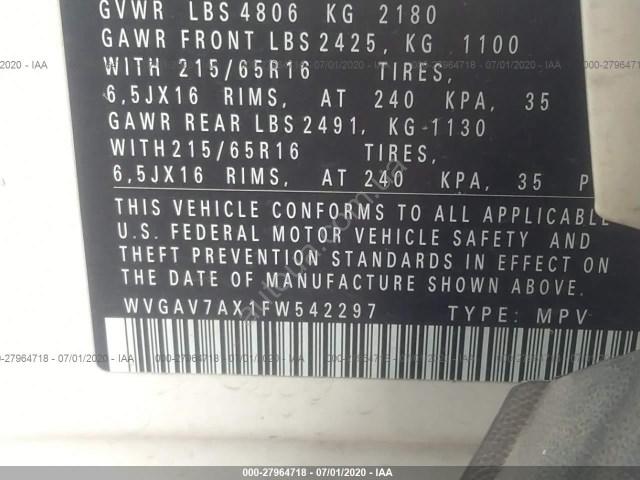 GVWR LBS 4806 KG 2180
GAWR FRONT LBS 2425, KG 1100
WITH 215/65R16 TIRES,
6,5JX16 RIMS, AT 240 KPA, 35
GAWR REAR LBS 2491, KG-1130
WITH215/65R16 TIRES,
6,5JX16 RIMS, AT 240 KPA, 35 P
THIS VEHICLE CONFORMS TO ALL APPLICABLE
U.S. FEDERAL MOTOR VEHICLE SAFETY AND
THEFT PREVENTION STANDARDS IN EFFECT ON
THE DATE OF MANUFACTURE SHOWN ABOVE.
WVGAV7AX1FW542297 TYPE: MPV
000-27964718 - 07/01/2020 - IAA